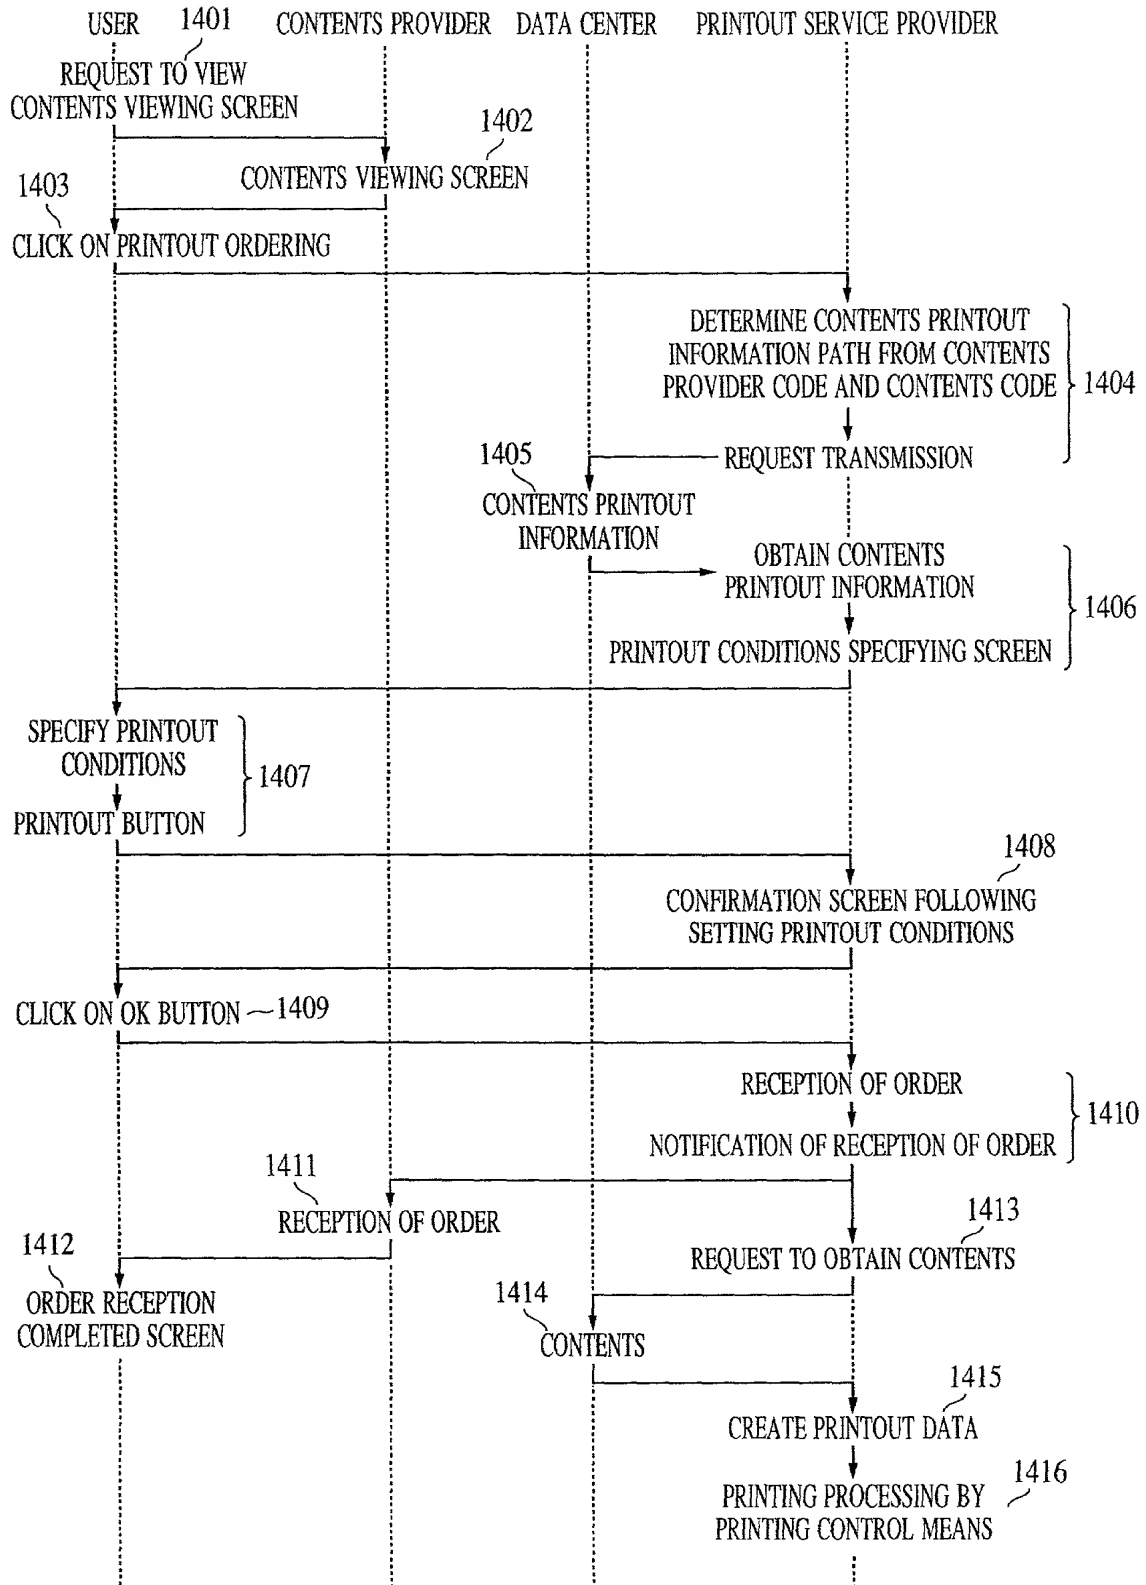 USER
CONTENTS PROVIDER
DATA CENTER
PRINTOUT SERVICE PROVIDER
1401
REQUEST TO VIEW
CONTENTS VIEWING SCREEN
1402
CONTENTS VIEWING SCREEN
1403
CLICK ON PRINTOUT ORDERING
DETERMINE CONTENTS PRINTOUT
INFORMATION PATH FROM CONTENTS
PROVIDER CODE AND CONTENTS CODE
1404
REQUEST TRANSMISSION
1405
CONTENTS PRINTOUT
INFORMATION
OBTAIN CONTENTS
PRINTOUT INFORMATION
1406
PRINTOUT CONDITIONS SPECIFYING SCREEN
SPECIFY PRINTOUT
CONDITIONS
1407
PRINTOUT BUTTON
1408
CONFIRMATION SCREEN FOLLOWING
SETTING PRINTOUT CONDITIONS
CLICK ON OK BUTTON
1409
RECEPTION OF ORDER
1410
NOTIFICATION OF RECEPTION OF ORDER
1411
RECEPTION OF ORDER
1413
REQUEST TO OBTAIN CONTENTS
1412
ORDER RECEPTION
COMPLETED SCREEN
1414
CONTENTS
1415
CREATE PRINTOUT DATA
1416
PRINTING PROCESSING BY
PRINTING CONTROL MEANS